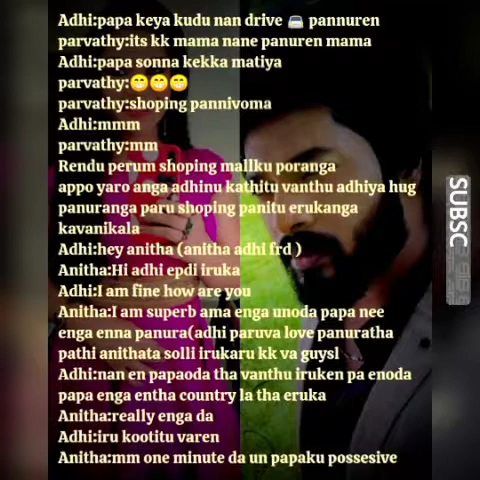 Adhi:papa keya kudu nan drive 🚘 pannuren
parvathy:its kk mama nane panuren mama
Adhi:papa sonna kekka matiya
parvathy:😁😁😁
parvathy:shoping pannivoma
Adhi:mmm
parvathy:mm
Rendu perum shoping mallku poranga
appo yaro anga adhinu kathitu vanthu adhiya hug
panuranga paru shoping panitu erukanga
kavanikala
Adhi:hey anitha (anitha adhi frd )
Anitha:Hi adhi epdi iruka
Adhi:I am fine how are you
Anitha:I am superb ama enga unoda papa nee
enga enna panura(adhi paruva love panuratha
pathi anithata solli irukaru kk va guysl
Adhi:nan en papaoda tha vanthu iruken pa enoda
papa enga entha country la tha eruka
Anitha:really enga da
Adhi:iru kootitu varen
Anitha:mm one minute da un papaku possesive
SUBSC